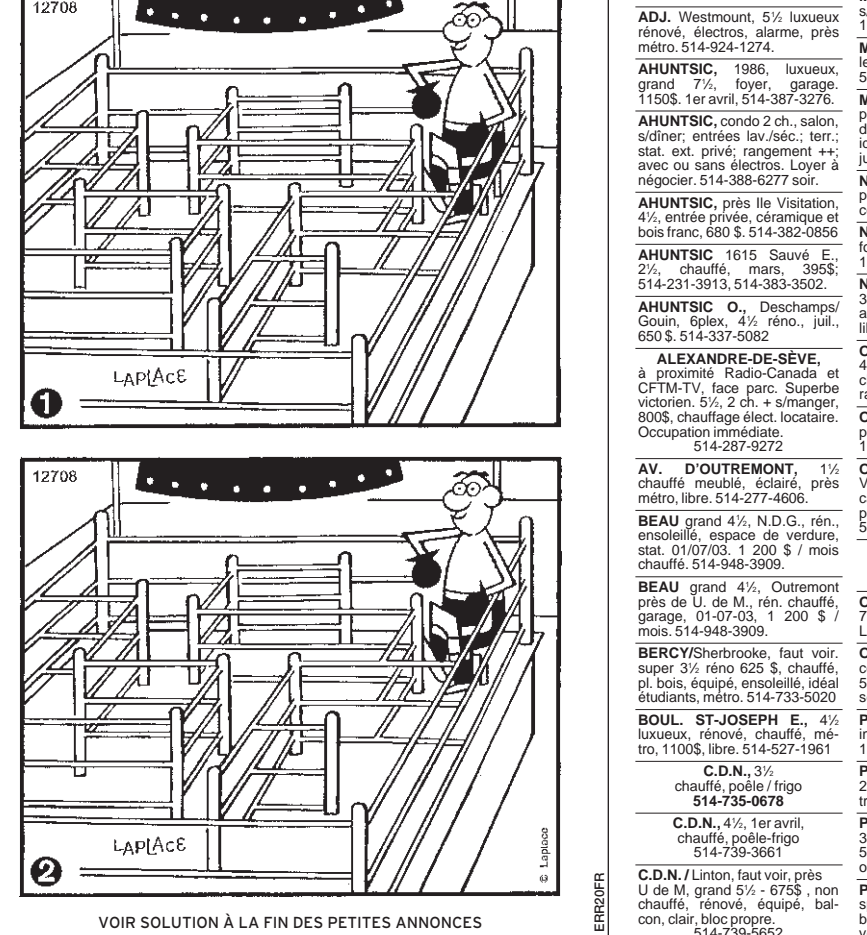 12708
LAPLACE
1
12708
LAPLACE
2
© Laplace
VOIR SOLUTION À LA FIN DES PETITES ANNONCES
ERR20FR
ADJ. Westmount, 5½ luxueux
rénové, électros, alarme, près
métro. 514-924-1274.
AHUNTSIC, 1986, luxueux,
grand 7½, foyer, garage.
1150$. 1er avril, 514-387-3276.
AHUNTSIC, condo 2 ch., salon,
s/dîner; entrées lav./séc.; terr.;
stat. ext. privé; rangement ++;
avec ou sans électros. Loyer à
négocier. 514-388-6277 soir.
AHUNTSIC, près Ile Visitation,
4½, entrée privée, céramique et
bois franc, 680 $. 514-382-0856
AHUNTSIC 1615 Sauvé E.,
2½, chauffé, mars, 395$;
514-231-3913, 514-383-3502.
AHUNTSIC O., Deschamps/
Gouin, 6plex, 4½ réno., juil.,
650 $. 514-337-5082
ALEXANDRE-DE-SÈVE,
à proximité Radio-Canada et
CFTM-TV, face parc. Superbe
victorien. 5½, 2 ch. + s/manger,
800$, chauffage élect. locataire.
Occupation immédiate.
514-287-9272
AV. D'OUTREMONT, 1½
chauffé meublé, éclairé, près
métro, libre. 514-277-4606.
BEAU grand 4½, N.D.G., rén.,
ensoleillé, espace de verdure,
stat. 01/07/03. 1 200 $ / mois
chauffé. 514-948-3909.
BEAU grand 4½, Outremont
près de U. de M., rén. chauffé,
garage, 01-07-03, 1 200 $ /
mois. 514-948-3909.
BERCY/Sherbrooke, faut voir.
super 3½ réno 625 $, chauffé,
pl. bois, équipé, ensoleillé, idéal
étudiants, métro. 514-733-5020
BOUL. ST-JOSEPH E., 4½
luxueux, rénové, chauffé, mé-
tro, 1100$, libre. 514-527-1961
C.D.N., 3½
chauffé, poêle / frigo
514-735-0678
C.D.N., 4½, 1er avril,
chauffé, poêle-frigo
514-739-3661
C.D.N. / Linton, faut voir, près
U de M, grand 5½ - 675$ , non
chauffé, rénové, équipé, bal-
con, clair, bloc propre.
514-739-5652